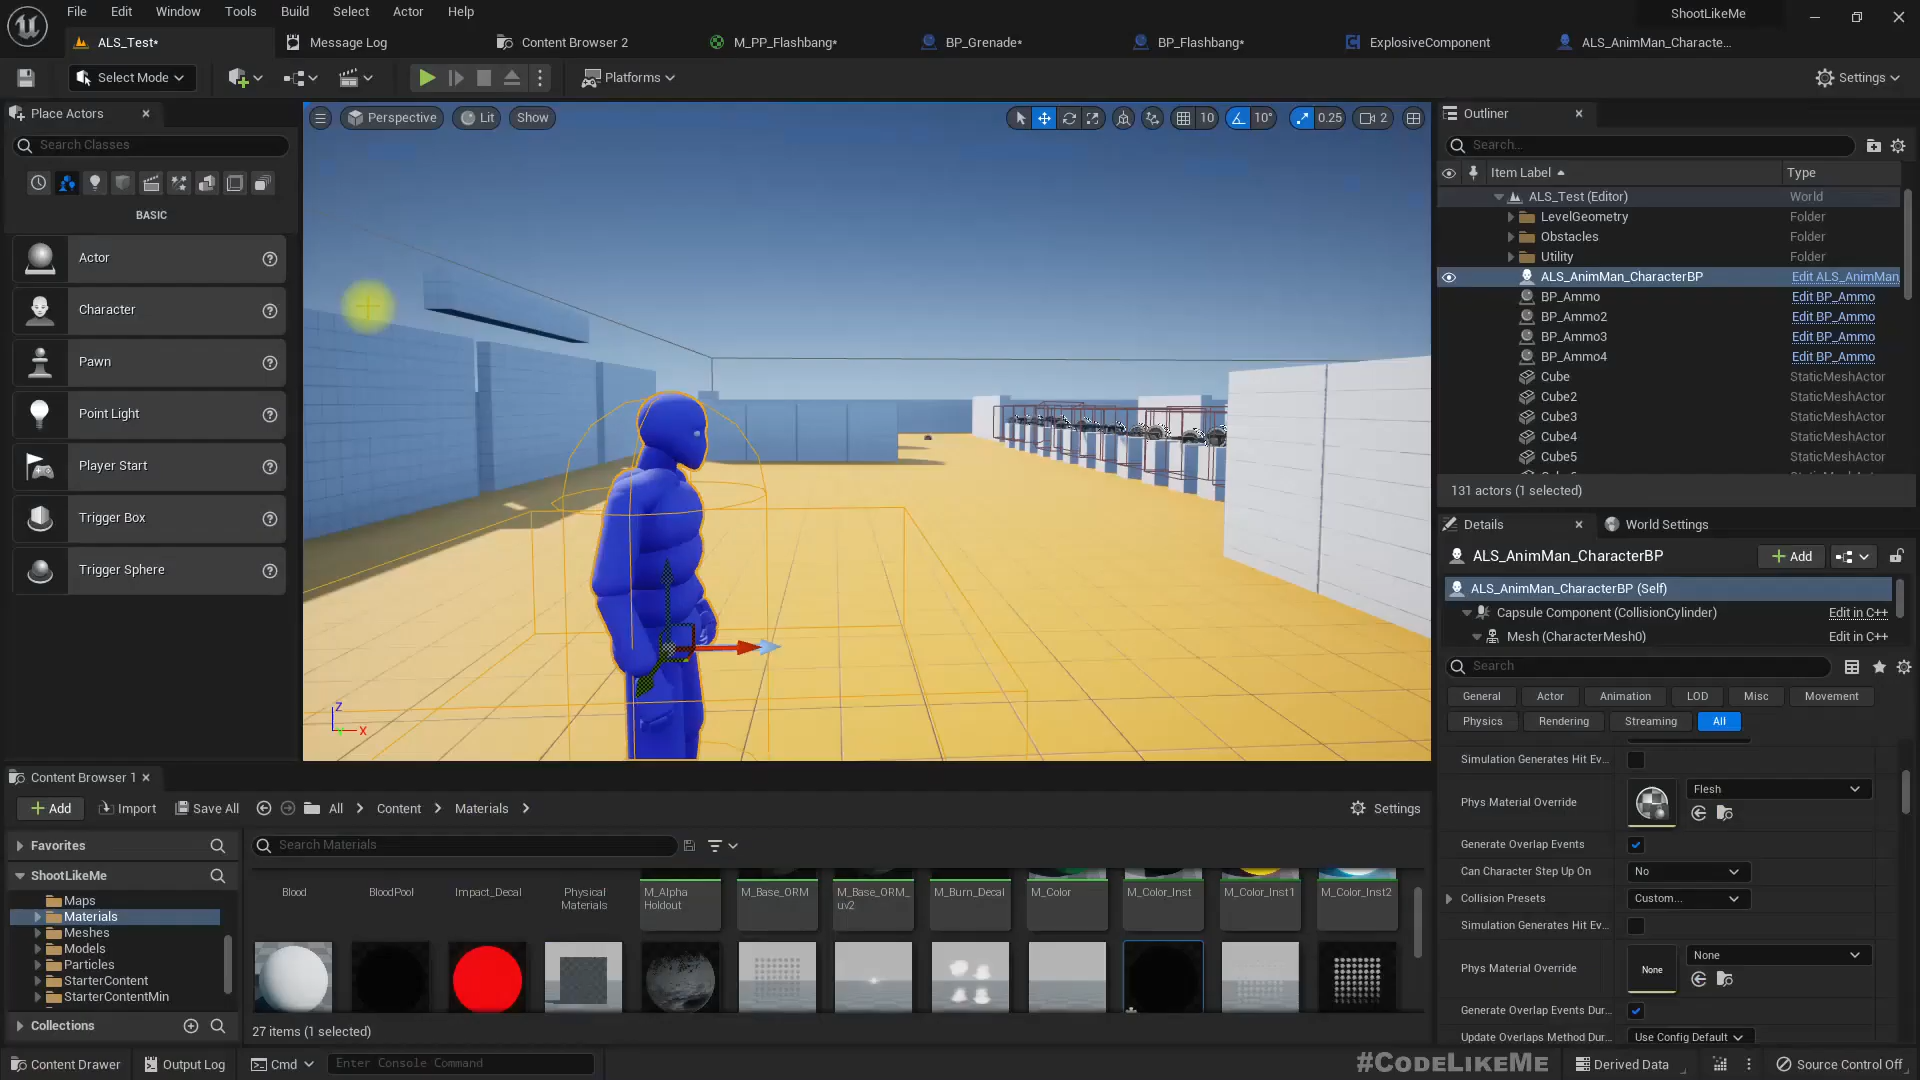 File Edit Window Tools Build Select Actor Help
ShootLikeMe
ALS_Test* Message Log Content Browser 2 M_PP_Flashbang* BP_Grenade* BP_Flashbang* ExplosiveComponent ALS_AnimMan_Characte...
Select Mode Platforms Settings
Place Actors
Search Classes
BASIC
Actor
Character
Pawn
Point Light
Player Start
Trigger Box
Trigger Sphere
Perspective Lit Show 10 10° 0.25 2
Z
X
Outliner
Search...
Item Label Type
ALS_Test (Editor) World
LevelGeometry Folder
Obstacles Folder
Utility Folder
ALS_AnimMan_CharacterBP Edit ALS_AnimMan
BP_Ammo Edit BP_Ammo
BP_Ammo2 Edit BP_Ammo
BP_Ammo3 Edit BP_Ammo
BP_Ammo4 Edit BP_Ammo
Cube StaticMeshActor
Cube2 StaticMeshActor
Cube3 StaticMeshActor
Cube4 StaticMeshActor
Cube5 StaticMeshActor
131 actors (1 selected)
Details World Settings
ALS_AnimMan_CharacterBP Add
ALS_AnimMan_CharacterBP (Self)
Capsule Component (CollisionCylinder) Edit in C++
Mesh (CharacterMesh0) Edit in C++
Search
General Actor Animation LOD Misc Movement
Physics Rendering Streaming All
Simulation Generates Hit Ev...
Phys Material Override Flesh
Generate Overlap Events
Can Character Step Up On No
Collision Presets Custom...
Simulation Generates Hit Ev...
Phys Material Override None None
Generate Overlap Events Dur...
Update Overlaps Method Dur... Use Config Default
Content Browser 1
Add Import Save All All Content Materials Settings
Favorites
Search Materials
ShootLikeMe
Maps
Materials
Meshes
Models
Particles
StarterContent
StarterContentMin
Collections
Blood BloodPool Impact_Decal Physical Materials M_Alpha Holdout M_Base_ORM M_Base_ORM_uv2 M_Burn_Decal M_Color M_Color_Inst M_Color_Inst1 M_Color_Inst2
27 items (1 selected)
Content Drawer Output Log Cmd Enter Console Command #CODELIKEME Derived Data Source Control Off